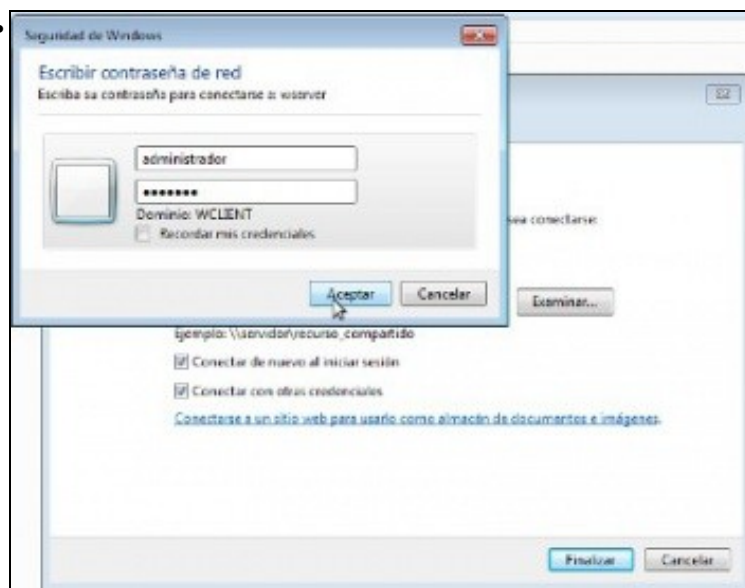 Seguridad de Windows
Escribir contraseña de red
Escriba su contraseña para conectarse a: wserver
administrador
•••••••
Dominio: WCLIENT
Recordar mis credenciales
Aceptar
Cancelar
sea conectarse:
Examinar...
Ejemplo: \\servidor\recurso_compartido
Conectar de nuevo al iniciar sesión
Conectar con otras credenciales
Conectarse a un sitio web para usarlo como almacén de documentos e imágenes.
Finalizar
Cancelar